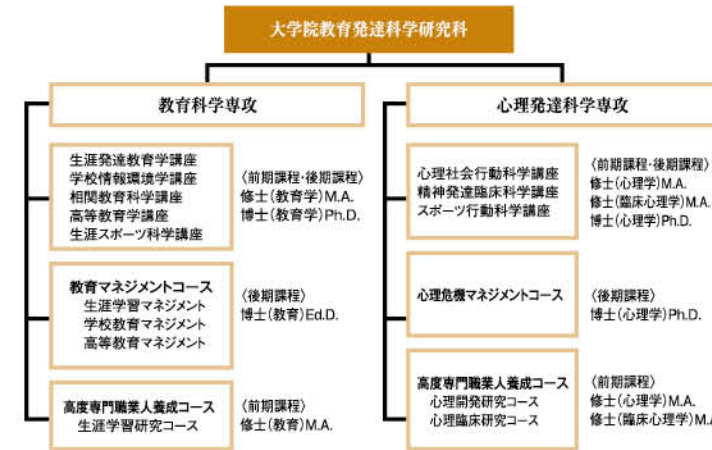 大学院教育発達科学研究科
教育科学専攻
生涯発達教育学講座
学校情報環境学講座
相関教育科学講座
高等教育学講座
生涯スポーツ科学講座
〈前期課程・後期課程〉
修士(教育学)M.A.
博士(教育学)Ph.D.
教育マネジメントコース
生涯学習マネジメント
学校教育マネジメント
高等教育マネジメント
〈後期課程〉
博士(教育)Ed.D.
高度専門職業人養成コース
生涯学習研究コース
〈前期課程〉
修士(教育)M.A.
心理発達科学専攻
心理社会行動科学講座
精神発達臨床科学講座
スポーツ行動科学講座
〈前期課程・後期課程〉
修士(心理学)M.A.
修士(臨床心理学)M.A.
博士(心理学)Ph.D.
心理危機マネジメントコース
〈後期課程〉
博士(心理学)Ph.D.
高度専門職業人養成コース
心理開発研究コース
心理臨床研究コース
〈前期課程〉
修士(心理学)M.A.
修士(臨床心理学)M.A